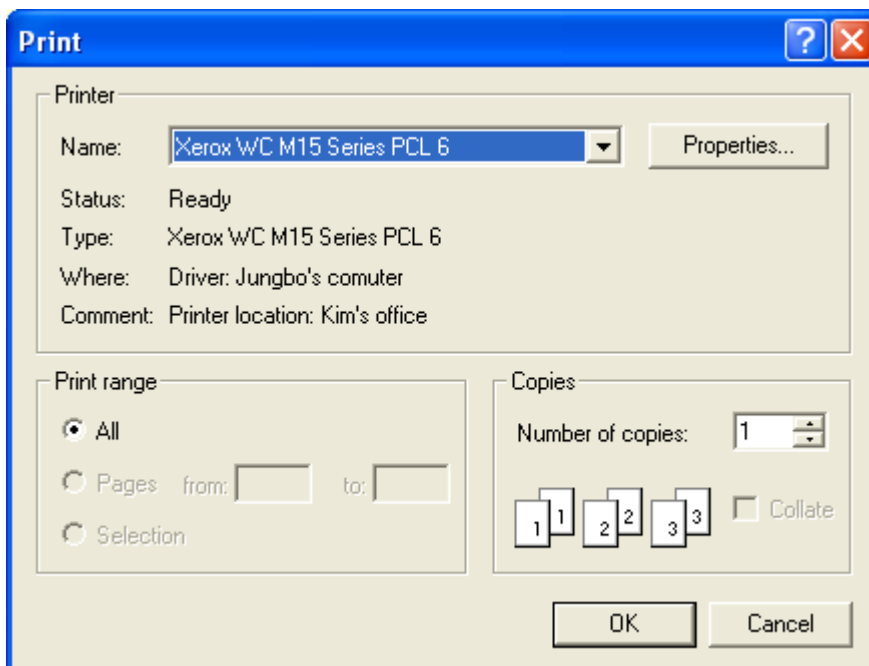 Print
Printer
Name: Xerox WC M15 Series PCL 6 Properties...
Status: Ready
Type: Xerox WC M15 Series PCL 6
Where: Driver: Jungbo's comuter
Comment: Printer location: Kim's office
Print range
All
Pages from: to:
Selection
Copies
Number of copies: 1
1 1 2 2 3 3 Collate
OK Cancel